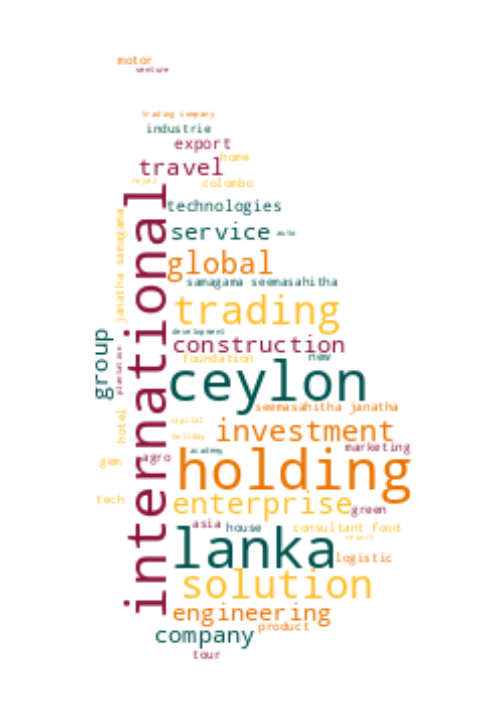 motor
venture
trading company
industrie
export
home
travel
royal
colombo
international
technologies
janatha samagama
service
auto
global
samagama seemasahitha
trading
development
group
construction
plantation
foundation
new
ceylon
seemasahitha janatha
hotel
capital
investment
holiday
marketing
academy
gem
agro
holding
tech
enterprise
green
asia
house
consultant food
resort
lanka
logistic
solution
engineering
product
company
tour